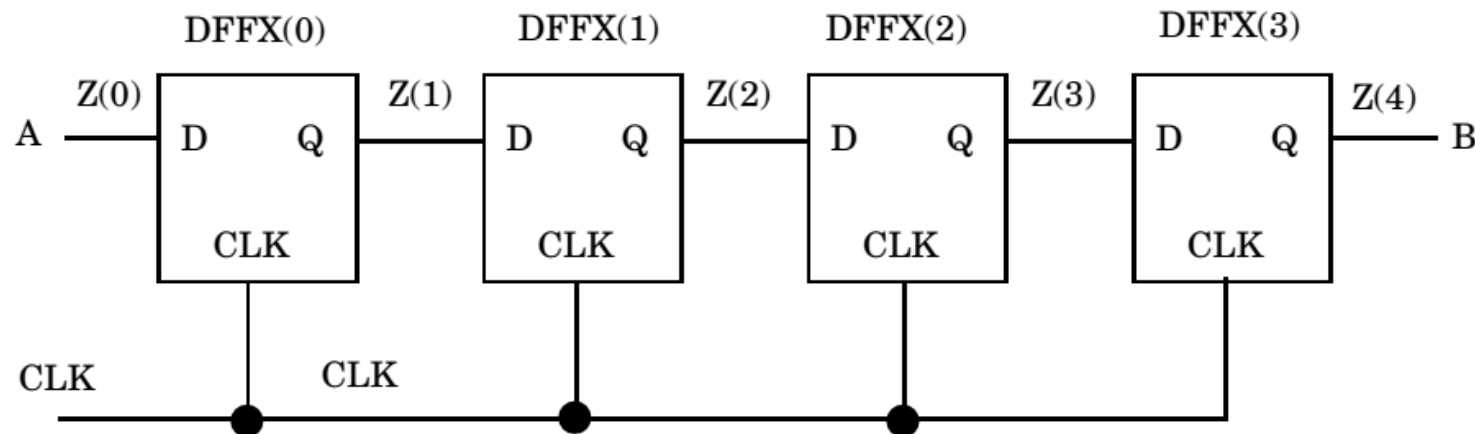 DFFX(0) DFFX(1) DFFX(2) DFFX(3)
Z(0) Z(1) Z(2) Z(3) Z(4)
A D Q D Q D Q D Q B
CLK CLK CLK CLK
CLK CLK